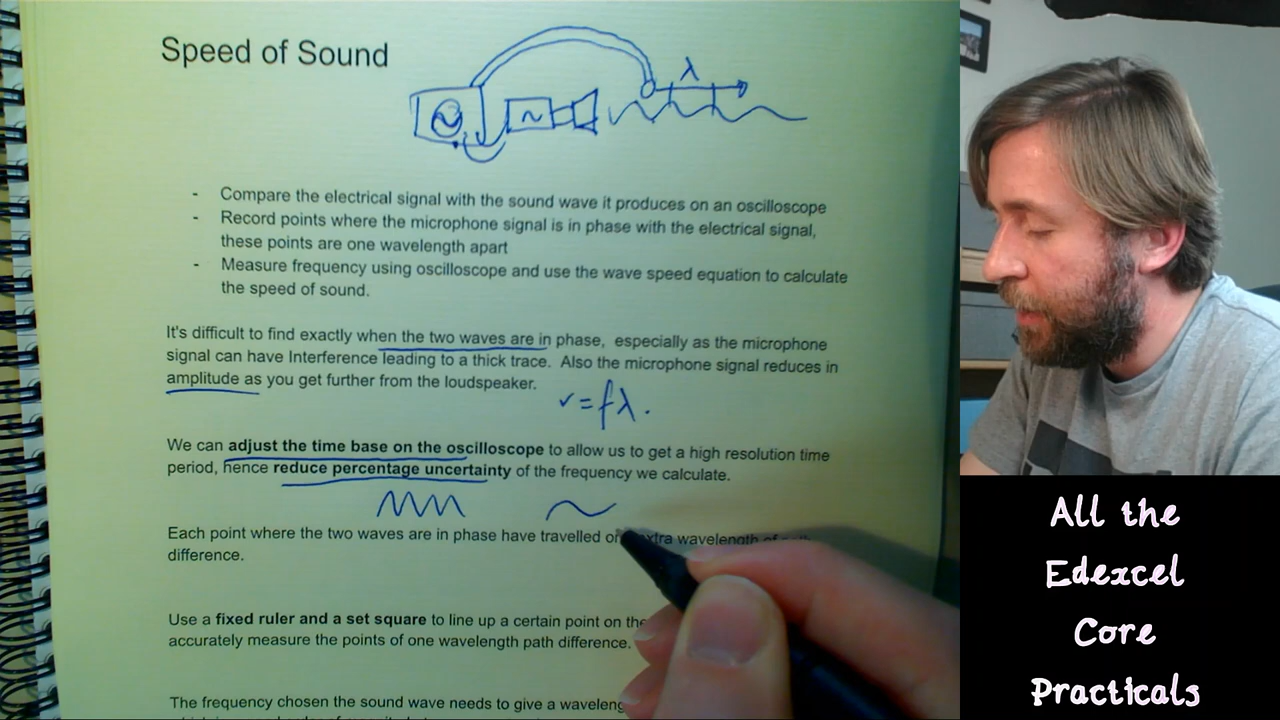 Speed of Sound
λ
- Compare the electrical signal with the sound wave it produces on an oscilloscope
- Record points where the microphone signal is in phase with the electrical signal,
these points are one wavelength apart
- Measure frequency using oscilloscope and use the wave speed equation to calculate
the speed of sound.
It's difficult to find exactly when the two waves are in phase, especially as the microphone
signal can have Interference leading to a thick trace. Also the microphone signal reduces in
amplitude as you get further from the loudspeaker.
v=fλ.
We can adjust the time base on the oscilloscope to allow us to get a high resolution time
period, hence reduce percentage uncertainty of the frequency we calculate.
Each point where the two waves are in phase have travelled extra wavelength of
difference.
Use a fixed ruler and a set square to line up a certain point on the
accurately measure the points of one wavelength path difference.
The frequency chosen the sound wave needs to give a
All the
Edexcel
Core
Practicals